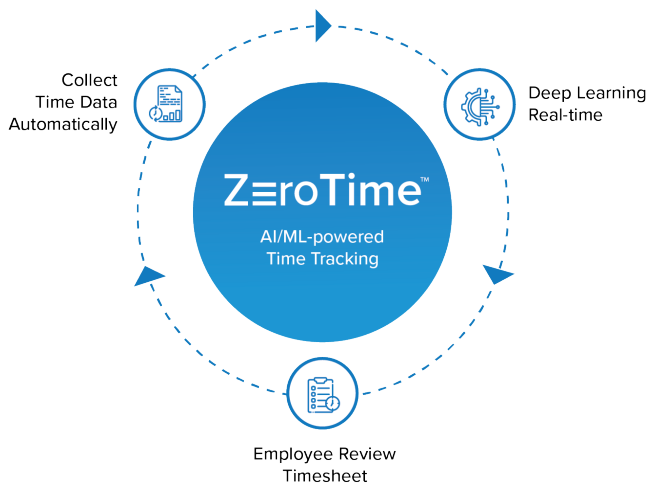 Collect
Time Data
Automatically
Deep Learning
Real-time
ZeroTime™
AI/ML-powered
Time Tracking
Employee Review
Timesheet